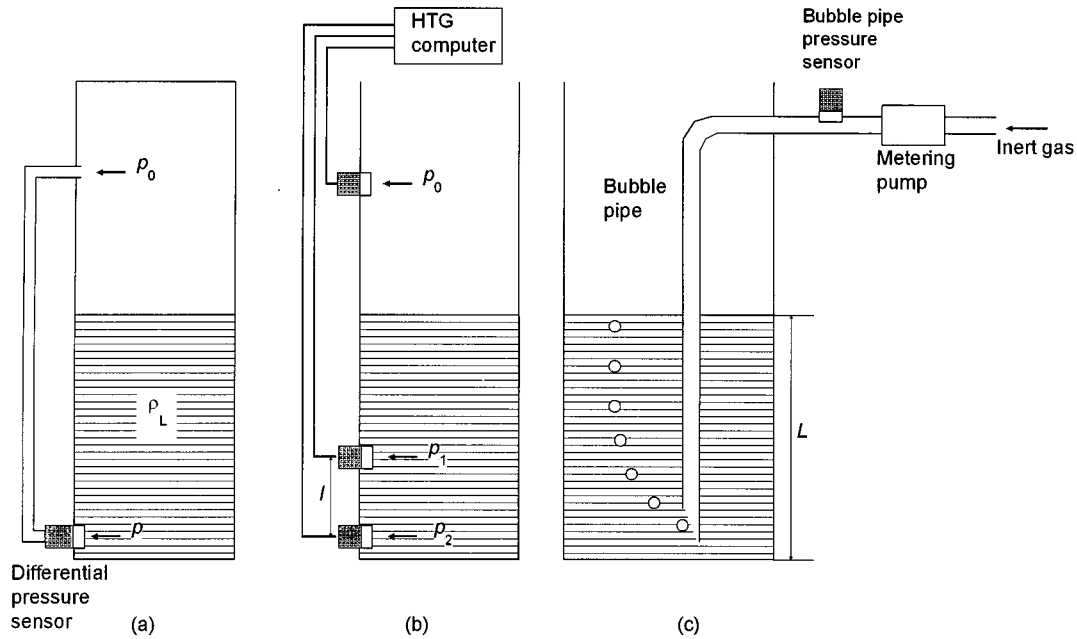 HTG
computer
Bubble pipe
pressure
sensor
p0
p0
Metering
pump
Inert gas
Bubble
pipe
ρL
L
p1
l
p
p2
Differential
pressure
sensor
(a)
(b)
(c)